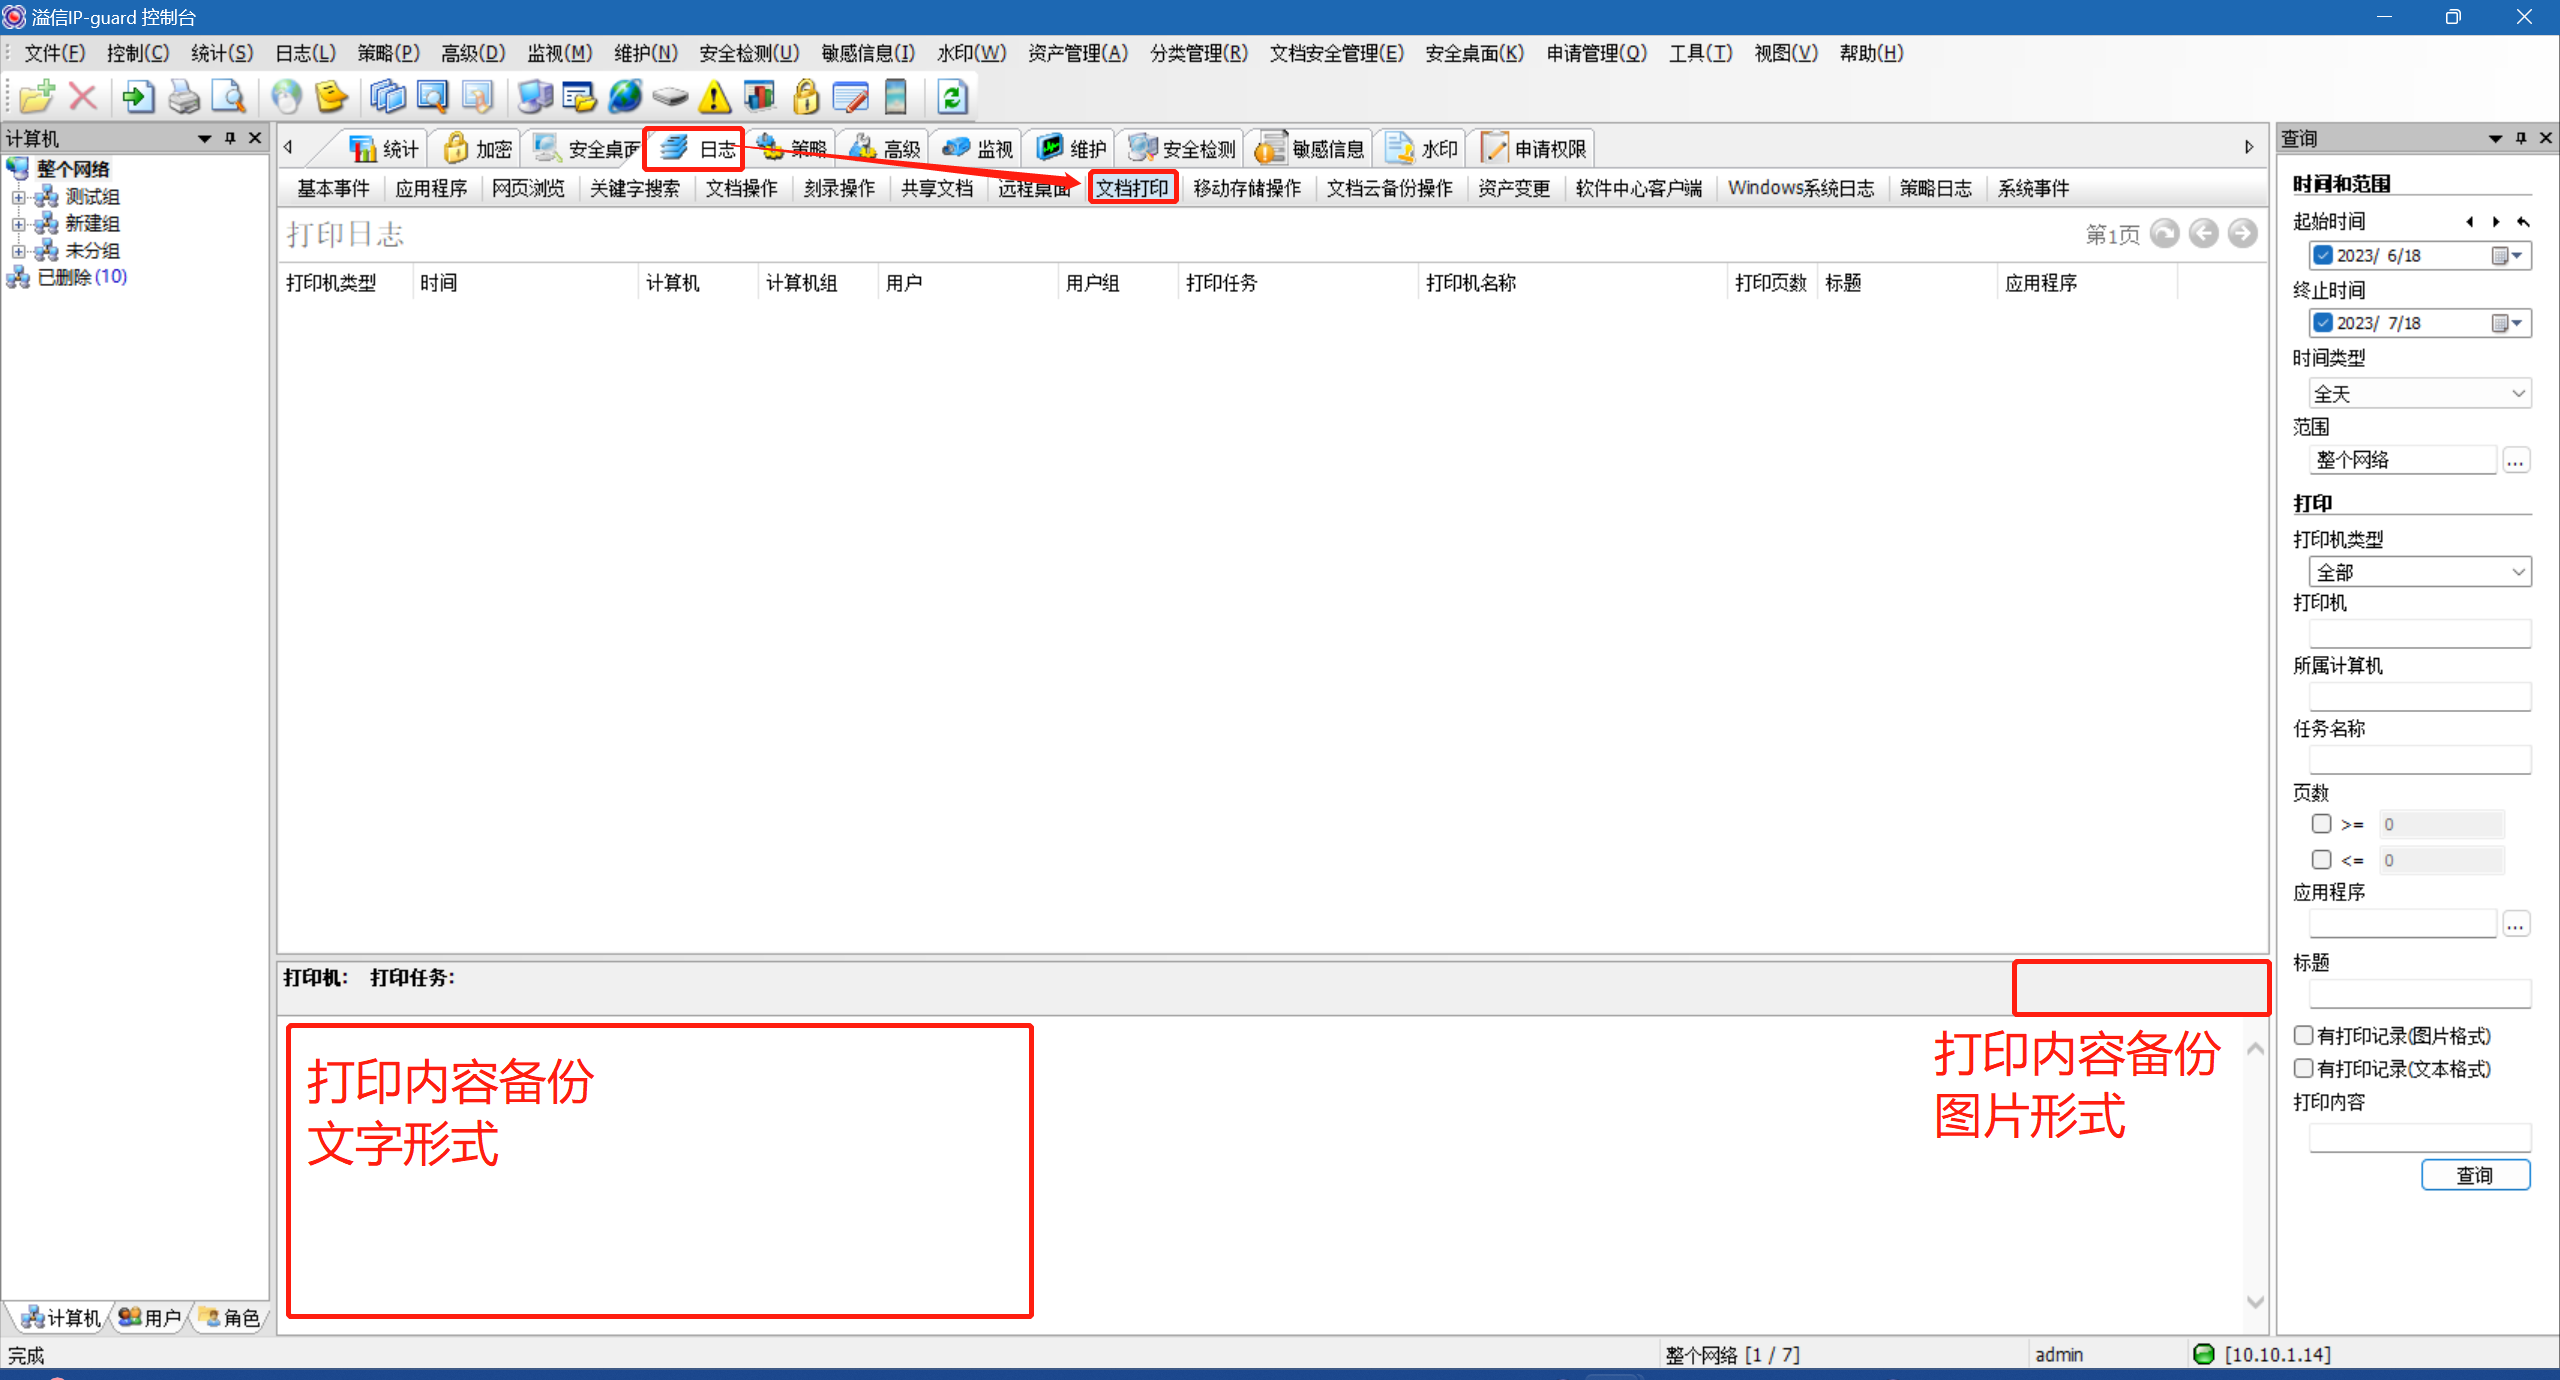 溢信IP-guard 控制台
文件(F) 控制(C) 统计(S) 日志(L) 策略(P) 高级(D) 监视(M) 维护(N) 安全检测(U) 敏感信息(I) 水印(W) 资产管理(A) 分类管理(R) 文档安全管理(E) 安全桌面(K) 申请管理(Q) 工具(T) 视图(V) 帮助(H)
计算机
整个网络
测试组
新建组
未分组
已删除(10)
统计 加密 安全桌面 日志 策略 高级 监视 维护 安全检测 敏感信息 水印 申请权限
基本事件 应用程序 网页浏览 关键字搜索 文档操作 刻录操作 共享文档 远程桌面 文档打印 移动存储操作 文档云备份操作 资产变更 软件中心客户端 Windows系统日志 策略日志 系统事件
打印日志 第1页
打印机类型 时间 计算机 计算机组 用户 用户组 打印任务 打印机名称 打印页数 标题 应用程序
打印机: 打印任务:
打印内容备份
文字形式
打印内容备份
图片形式
查询
时间和范围
起始时间
2023/ 6/18
终止时间
2023/ 7/18
时间类型
全天
范围
整个网络 ...
打印
打印机类型
全部
打印机
所属计算机
任务名称
页数
>= 0
<= 0
应用程序
...
标题
有打印记录(图片格式)
有打印记录(文本格式)
打印内容
查询
计算机 用户 角色
完成 整个网络 [1 / 7] admin [10.10.1.14]